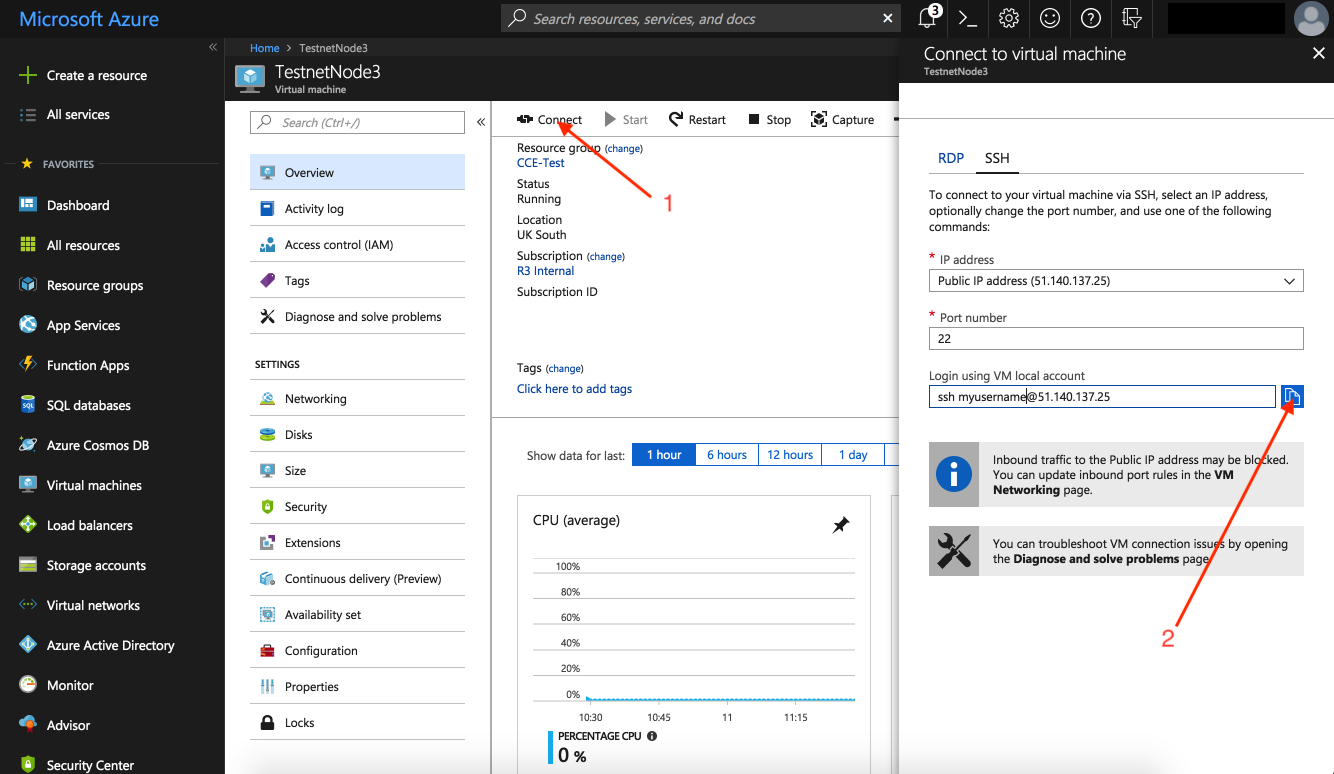 Microsoft Azure
Search resources, services, and docs
3
«
Create a resource
All services
FAVORITES
Dashboard
All resources
Resource groups
App Services
Function Apps
SQL databases
Azure Cosmos DB
Virtual machines
Load balancers
Storage accounts
Virtual networks
Azure Active Directory
Monitor
Advisor
Security Center
Home > TestnetNode3
TestnetNode3
Virtual machine
Search (Ctrl+/)
«
Overview
Activity log
Access control (IAM)
Tags
Diagnose and solve problems
SETTINGS
Networking
Disks
Size
Security
Extensions
Continuous delivery (Preview)
Availability set
Configuration
Properties
Locks
Connect Start Restart Stop Capture
1
Resource group (change)
CCE-Test
Status
Running
Location
UK South
Subscription (change)
R3 Internal
Subscription ID
Tags (change)
Click here to add tags
Show data for last: 1 hour 6 hours 12 hours 1 day
CPU (average)
100%
80%
60%
40%
20%
0%
10:30 10:45 11 11:15
PERCENTAGE CPU
0 %
Connect to virtual machine
TestnetNode3
RDP SSH
To connect to your virtual machine via SSH, select an IP address,
optionally change the port number, and use one of the following
commands:
* IP address
Public IP address (51.140.137.25)
* Port number
22
Login using VM local account
ssh myusername@51.140.137.25
Inbound traffic to the Public IP address may be blocked.
You can update inbound port rules in the VM
Networking page.
You can troubleshoot VM connection issues by opening
the Diagnose and solve problems page.
2